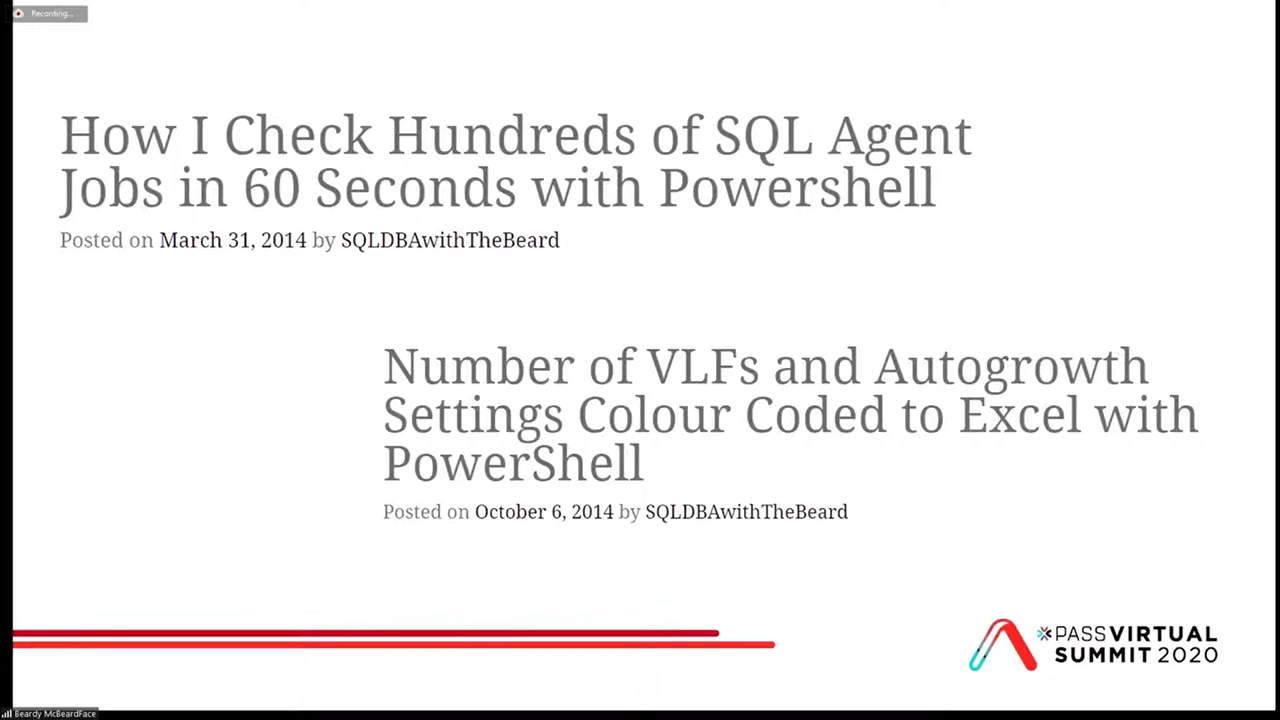 Recording...
How I Check Hundreds of SQL Agent
Jobs in 60 Seconds with Powershell
Posted on March 31, 2014 by SQLDBAwithTheBeard
Number of VLFs and Autogrowth
Settings Colour Coded to Excel with
PowerShell
Posted on October 6, 2014 by SQLDBAwithTheBeard
PASS VIRTUAL
SUMMIT 2020
Beardy McBeardFace